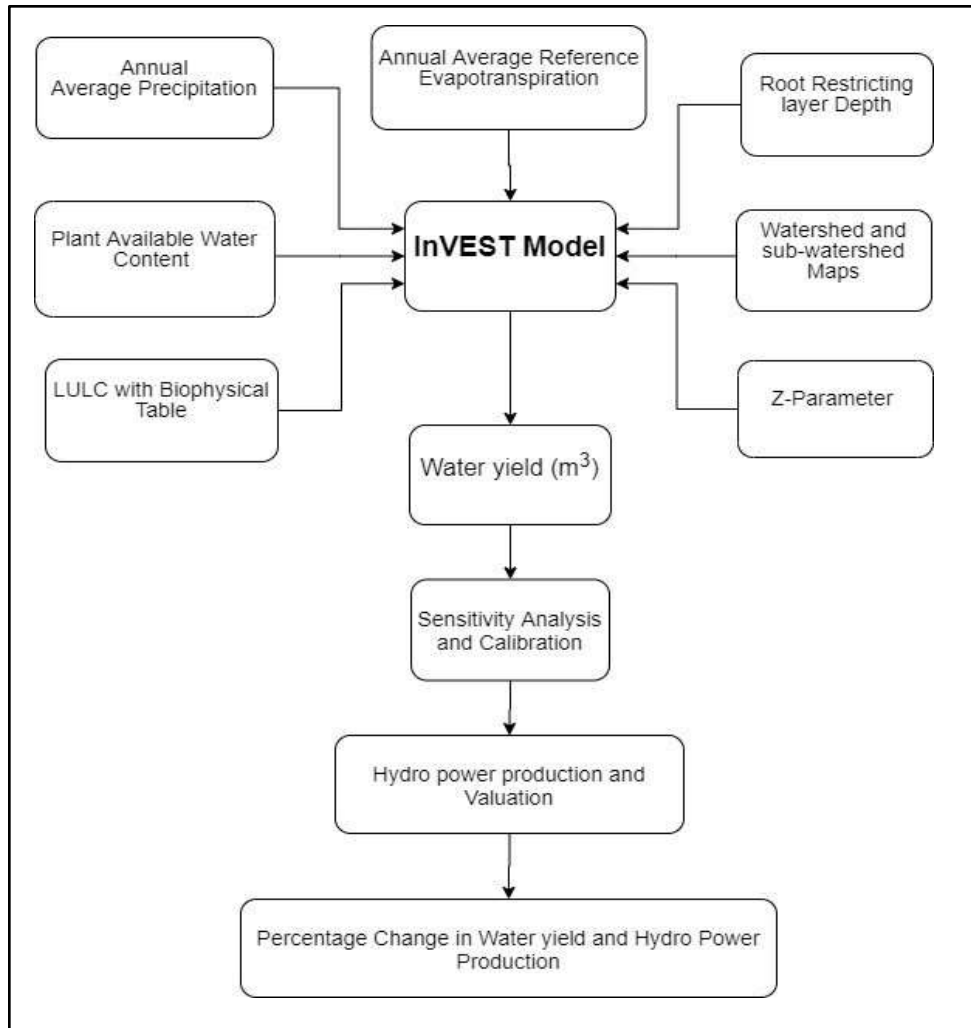 Annual
Average Precipitation
Annual Average Reference
Evapotranspiration
Root Restricting
layer Depth
Plant Available Water
Content
InVEST Model
Watershed and
sub-watershed
Maps
LULC with Biophysical
Table
Z-Parameter
Water yield (m³)
Sensitivity Analysis
and Calibration
Hydro power production and
Valuation
Percentage Change in Water yield and Hydro Power
Production